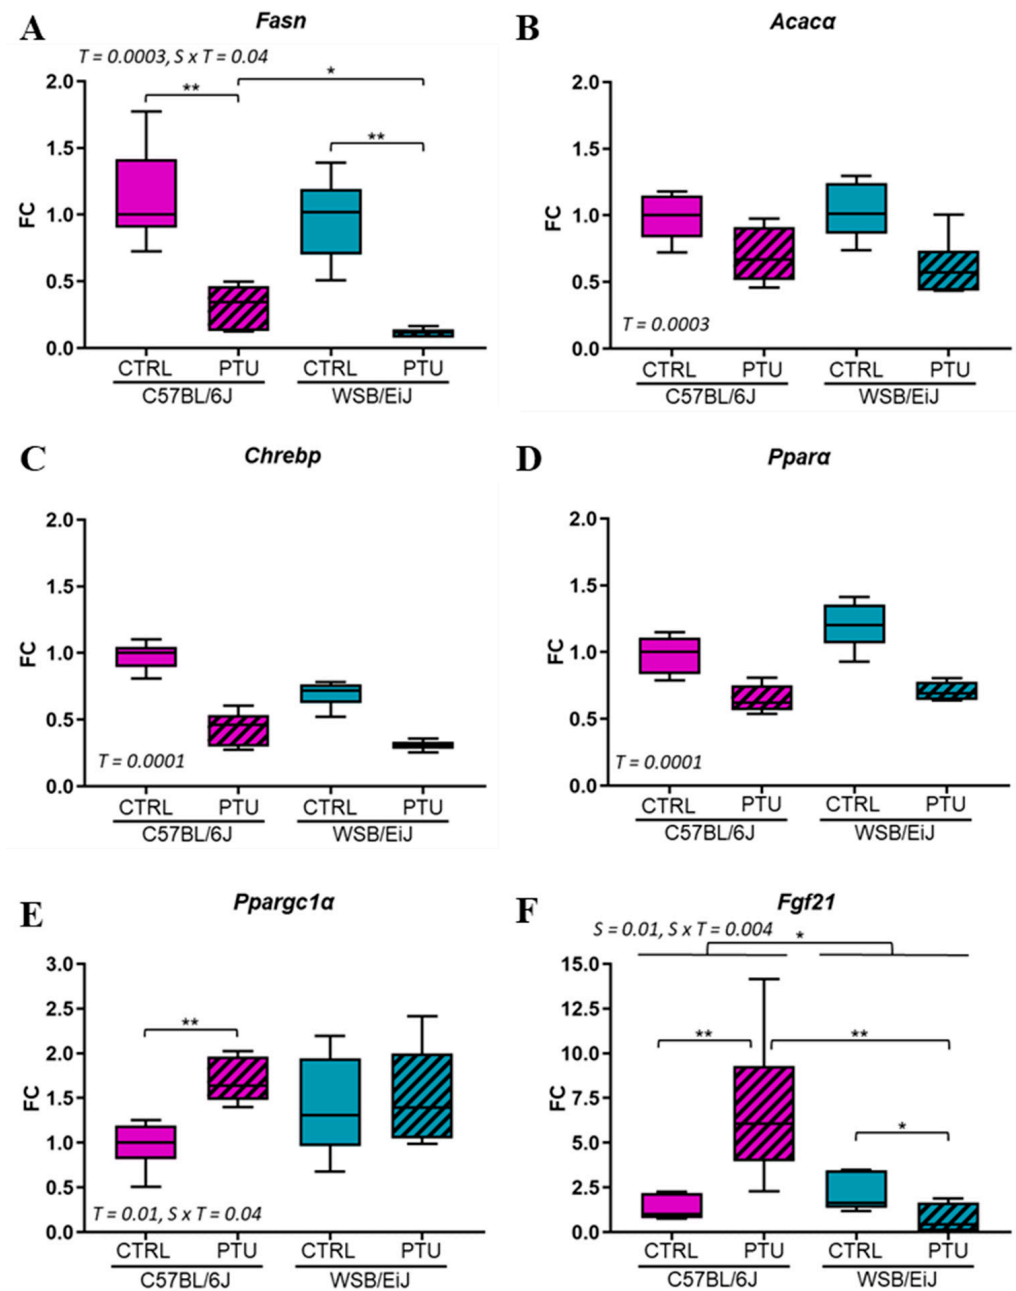 A
Fasn
T = 0.0003, S x T = 0.04
**
*
**
FC
2.0
1.5
1.0
0.5
0.0
CTRL PTU CTRL PTU
C57BL/6J WSB/EiJ
B
Acacα
FC
2.0
1.5
1.0
0.5
0.0
T = 0.0003
CTRL PTU CTRL PTU
C57BL/6J WSB/EiJ
C
Chrebp
FC
2.0
1.5
1.0
0.5
0.0
T = 0.0001
CTRL PTU CTRL PTU
C57BL/6J WSB/EiJ
D
Pparα
FC
2.0
1.5
1.0
0.5
0.0
T = 0.0001
CTRL PTU CTRL PTU
C57BL/6J WSB/EiJ
E
Ppargc1α
FC
3.0
2.5
2.0
1.5
1.0
0.5
0.0
**
T = 0.01, S x T = 0.04
CTRL PTU CTRL PTU
C57BL/6J WSB/EiJ
F
Fgf21
S = 0.01, S x T = 0.004
*
FC
15.0
12.5
10.0
7.5
5.0
2.5
0.0
**
**
*
CTRL PTU CTRL PTU
C57BL/6J WSB/EiJ